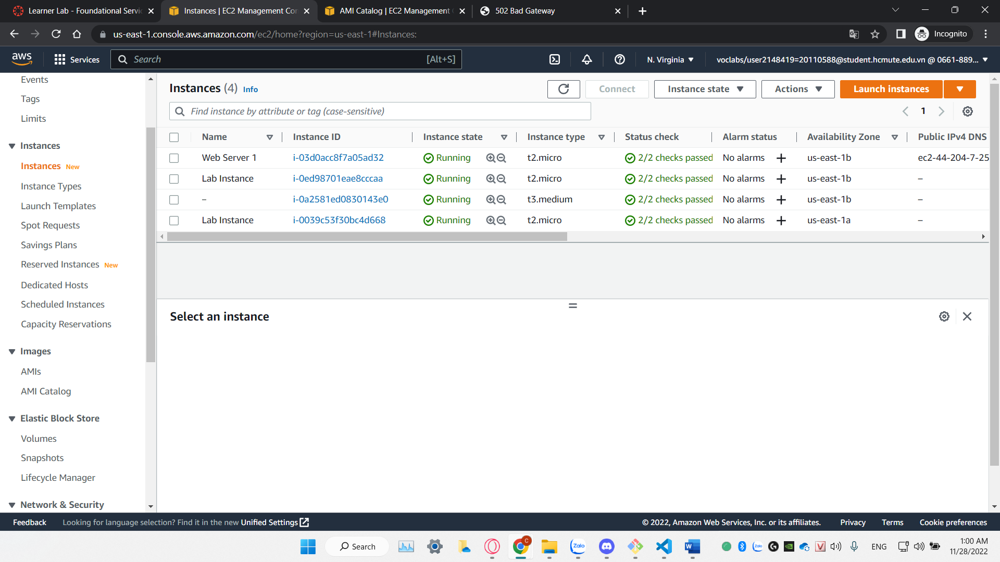 Learner Lab - Foundational Servic
Instances | EC2 Management Con
AMI Catalog | EC2 Management C
502 Bad Gateway
us-east-1.console.aws.amazon.com/ec2/home?region=us-east-1#Instances:
Incognito
aws
Services
Search
[Alt+S]
N. Virginia
voclabs/user2148419=20110588@student.hcmute.edu.vn @ 0661-889...
Events
Tags
Limits
Instances
Instances New
Instance Types
Launch Templates
Spot Requests
Savings Plans
Reserved Instances New
Dedicated Hosts
Scheduled Instances
Capacity Reservations
Images
AMIs
AMI Catalog
Elastic Block Store
Volumes
Snapshots
Lifecycle Manager
Network & Security
Instances (4) Info
Connect
Instance state
Actions
Launch instances
Find instance by attribute or tag (case-sensitive)
1
Name Instance ID Instance state Instance type Status check Alarm status Availability Zone Public IPv4 DNS
Web Server 1 i-03d0acc8f7a05ad32 Running t2.micro 2/2 checks passed No alarms us-east-1b ec2-44-204-7-25
Lab Instance i-0ed98701eae8cccaa Running t2.micro 2/2 checks passed No alarms us-east-1b –
– i-0a2581ed0830143e0 Running t3.medium 2/2 checks passed No alarms us-east-1b –
Lab Instance i-0039c53f30bc4d668 Running t2.micro 2/2 checks passed No alarms us-east-1a –
Select an instance
Feedback
Looking for language selection? Find it in the new Unified Settings
© 2022, Amazon Web Services, Inc. or its affiliates.
Privacy
Terms
Cookie preferences
Search
Zalo
ENG
1:00 AM
11/28/2022